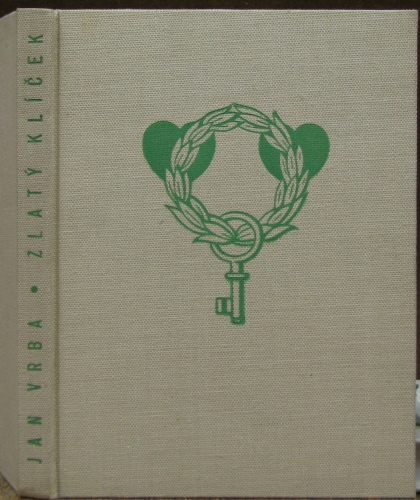 JAN VRBA • ZLATÝ KLÍČEK